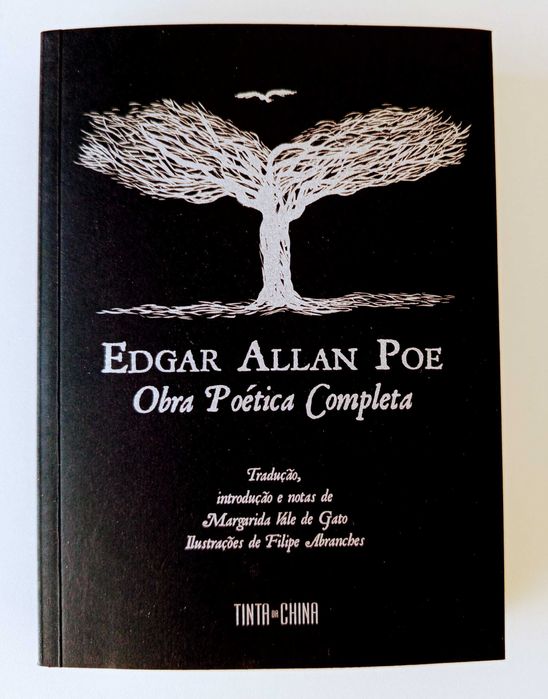 EDGAR ALLAN POE
Obra Poética Completa
Tradução,
introdução e notas de
Margarida Vale de Gato
Ilustrações de Filipe Abranches
TINTA DA CHINA